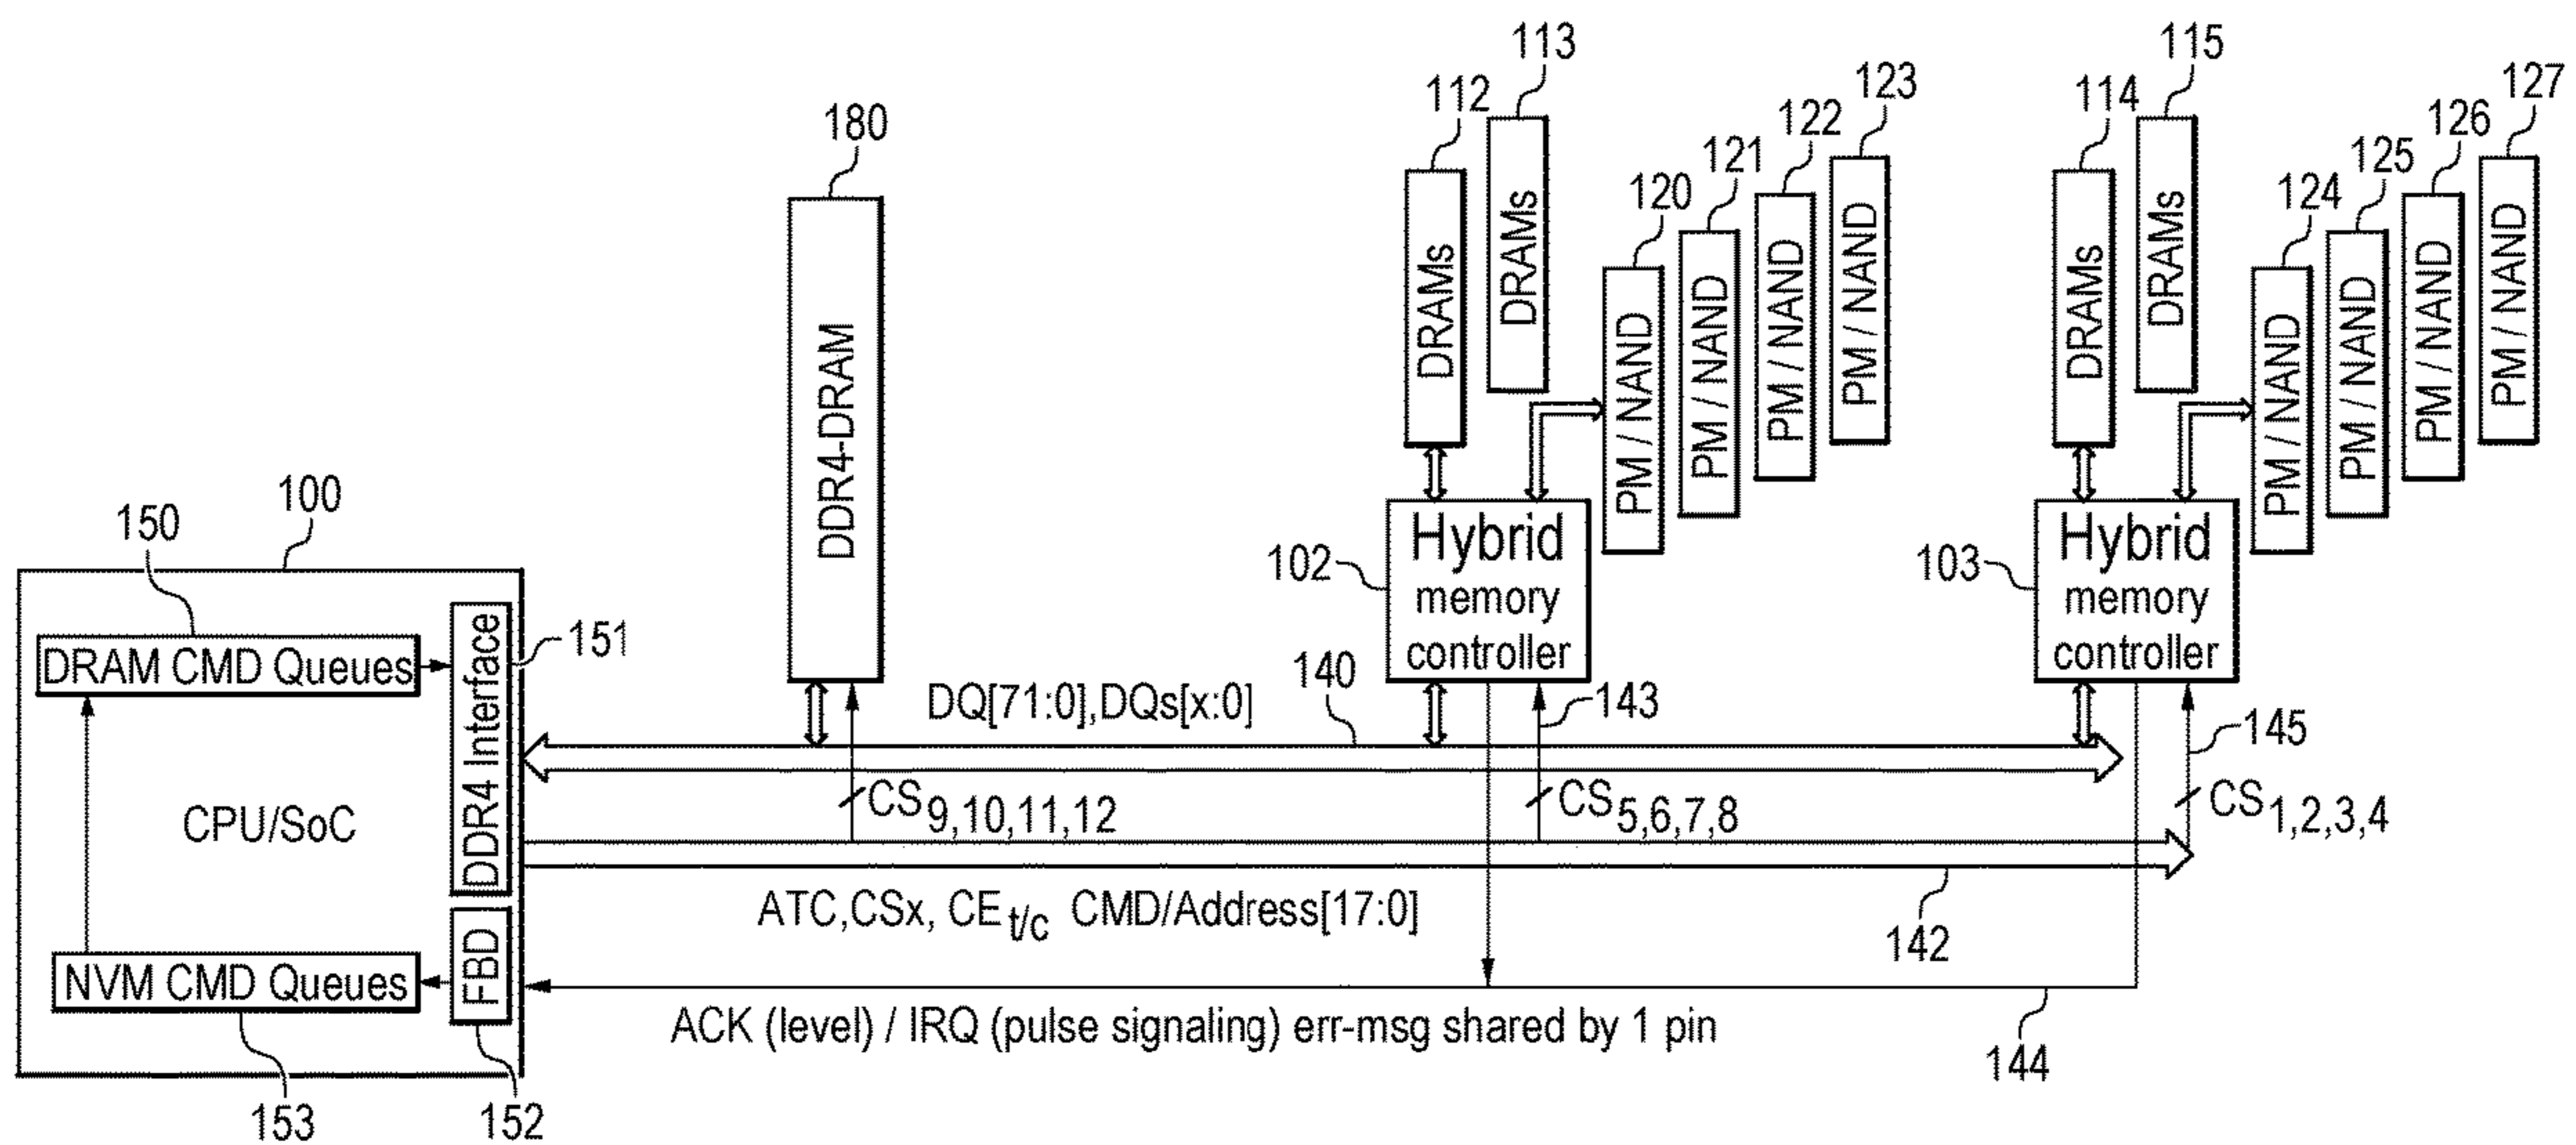 113
115
112
123
114
127
180
122
126
120
121
124
125
DRAMs
DRAMs
PM / NAND
PM / NAND
PM / NAND
PM / NAND
DRAMs
DRAMs
PM / NAND
PM / NAND
PM / NAND
PM / NAND
DDR4-DRAM
100
150
102
Hybrid
memory
controller
103
Hybrid
memory
controller
DRAM CMD Queues
DDR4 Interface
151
140
DQ[71:0],DQs[x:0]
143
145
CPU/SoC
CS9,10,11,12
CS5,6,7,8
CS1,2,3,4
ATC,CSx, CEt/c CMD/Address[17:0]
142
NVM CMD Queues
FBD
ACK (level) / IRQ (pulse signaling) err-msg shared by 1 pin
144
153
152